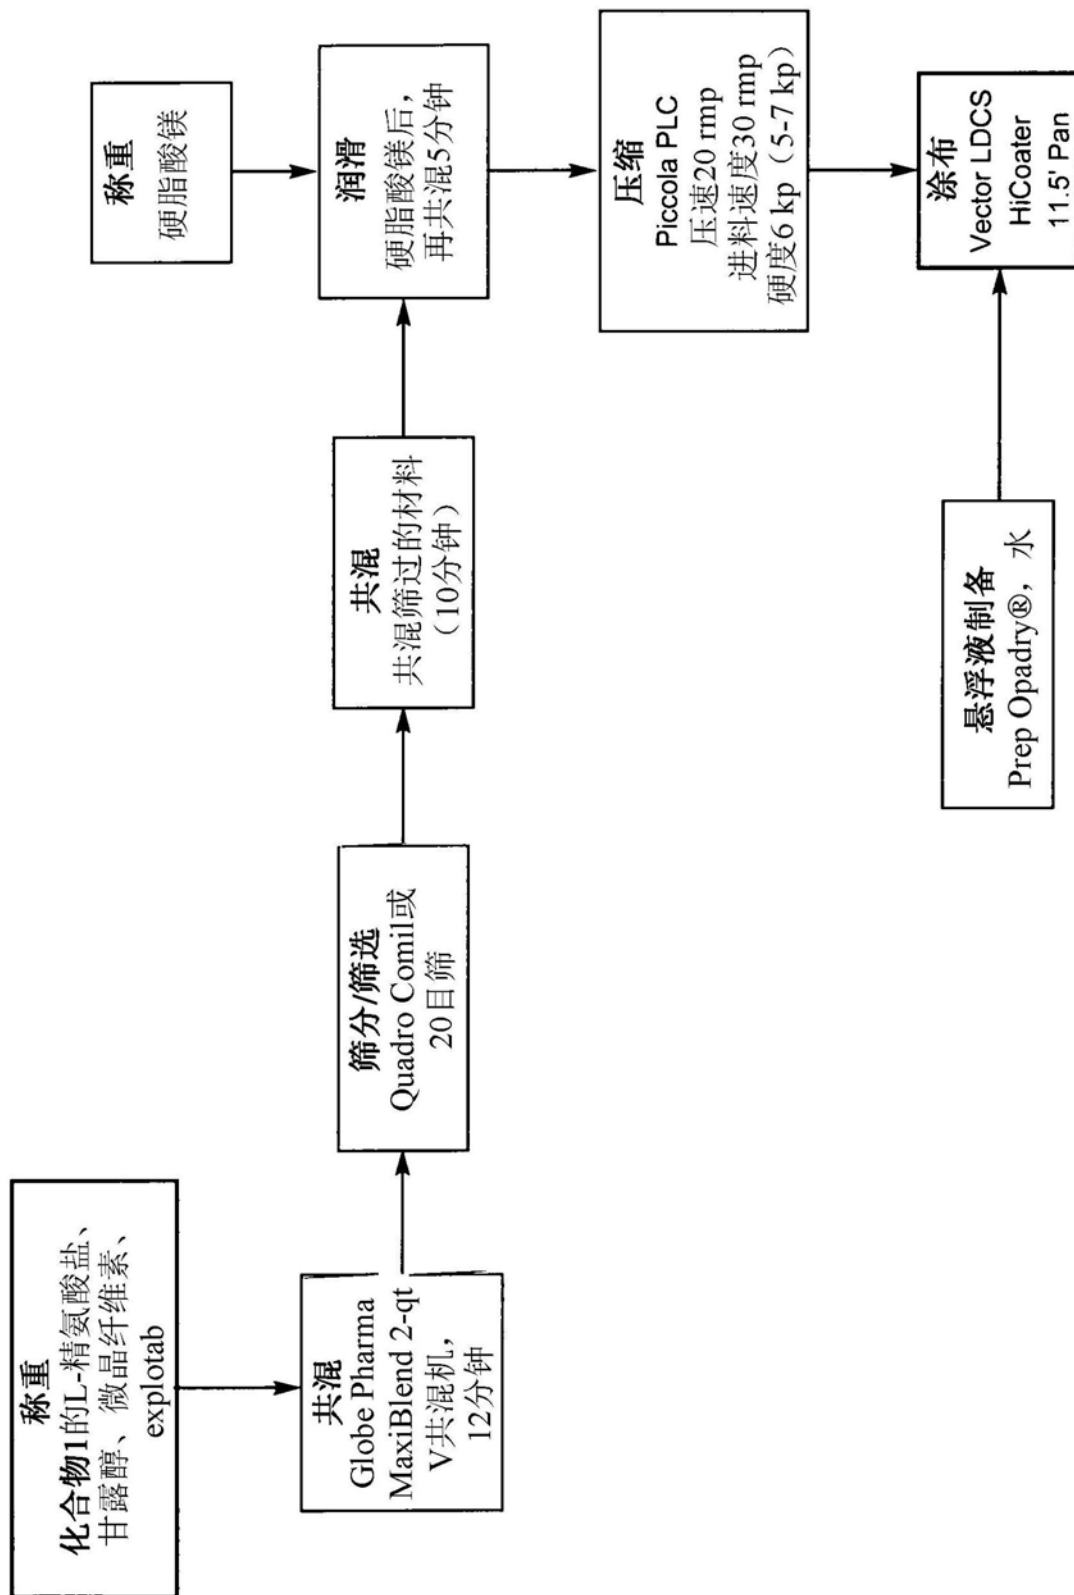 称重
化合物1的L-精氨酸盐、
甘露醇、微晶纤维素、
explotab
共混
Globe Pharma
MaxiBlend 2-qt
V共混机，
12分钟
筛分/筛选
Quadro Comil或
20目筛
共混
共混筛过的材料
（10分钟）
称重
硬脂酸镁
润滑
硬脂酸镁后，
再共混5分钟
压缩
Piccola PLC
压速20 rmp
进料速度30 rmp
硬度6 kp（5-7 kp）
悬浮液制备
Prep Opadry®，水
涂布
Vector LDCS
HiCoater
11.5' Pan